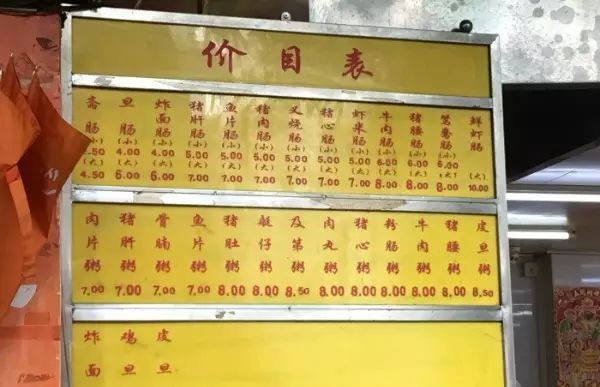 价目表
斋肠(小)2.50(大)4.50
旦肠(小)4.00(大)6.00
炸面肠(小)4.00(大)6.00
猪肝肠(小)5.00(大)7.00
鱼片肠(小)5.00(大)7.00
猪肉肠(小)5.00(大)7.00
叉烧肠(小)5.00(大)7.00
猪心肠(小)5.00(大)7.00
虾米肠(小)5.00(大)7.00
牛肉肠(小)6.00(大)8.00
猪腰肠(小)6.00(大)8.00
鸳鸯肠(小)6.00(大)8.00
鲜虾肠(大)10.00
肉片粥7.00
猪肝粥7.00
骨腩粥7.00
鱼片粥7.00
猪肚粥8.00
艇仔粥8.00
及第粥8.50
肉丸粥8.00
猪心粥8.00
粉肠粥8.00
牛肉粥8.00
猪腰粥8.00
皮旦粥8.50
炸面
鸡旦
皮旦